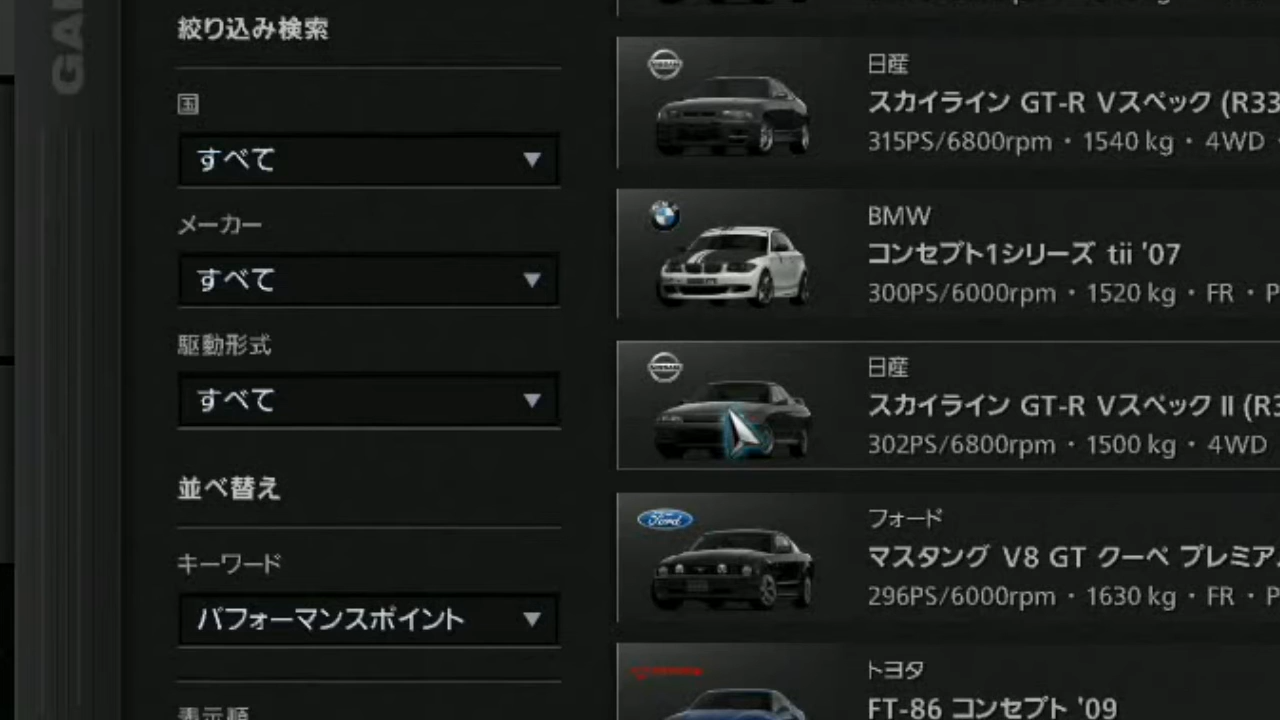 GAR
絞り込み検索
国
すべて
メーカー
すべて
駆動形式
すべて
並べ替え
キーワード
パフォーマンスポイント
表示順
日産
スカイライン GT-R Vスペック (R33
315PS/6800rpm・1540 kg・4WD・
BMW
コンセプト1シリーズ tii '07
300PS/6000rpm・1520 kg・FR・P
日産
スカイライン GT-R Vスペック II (R3
302PS/6800rpm・1500 kg・4WD
Ford
フォード
マスタング V8 GT クーペ プレミア
296PS/6000rpm・1630 kg・FR・P
トヨタ
FT-86 コンセプト '09